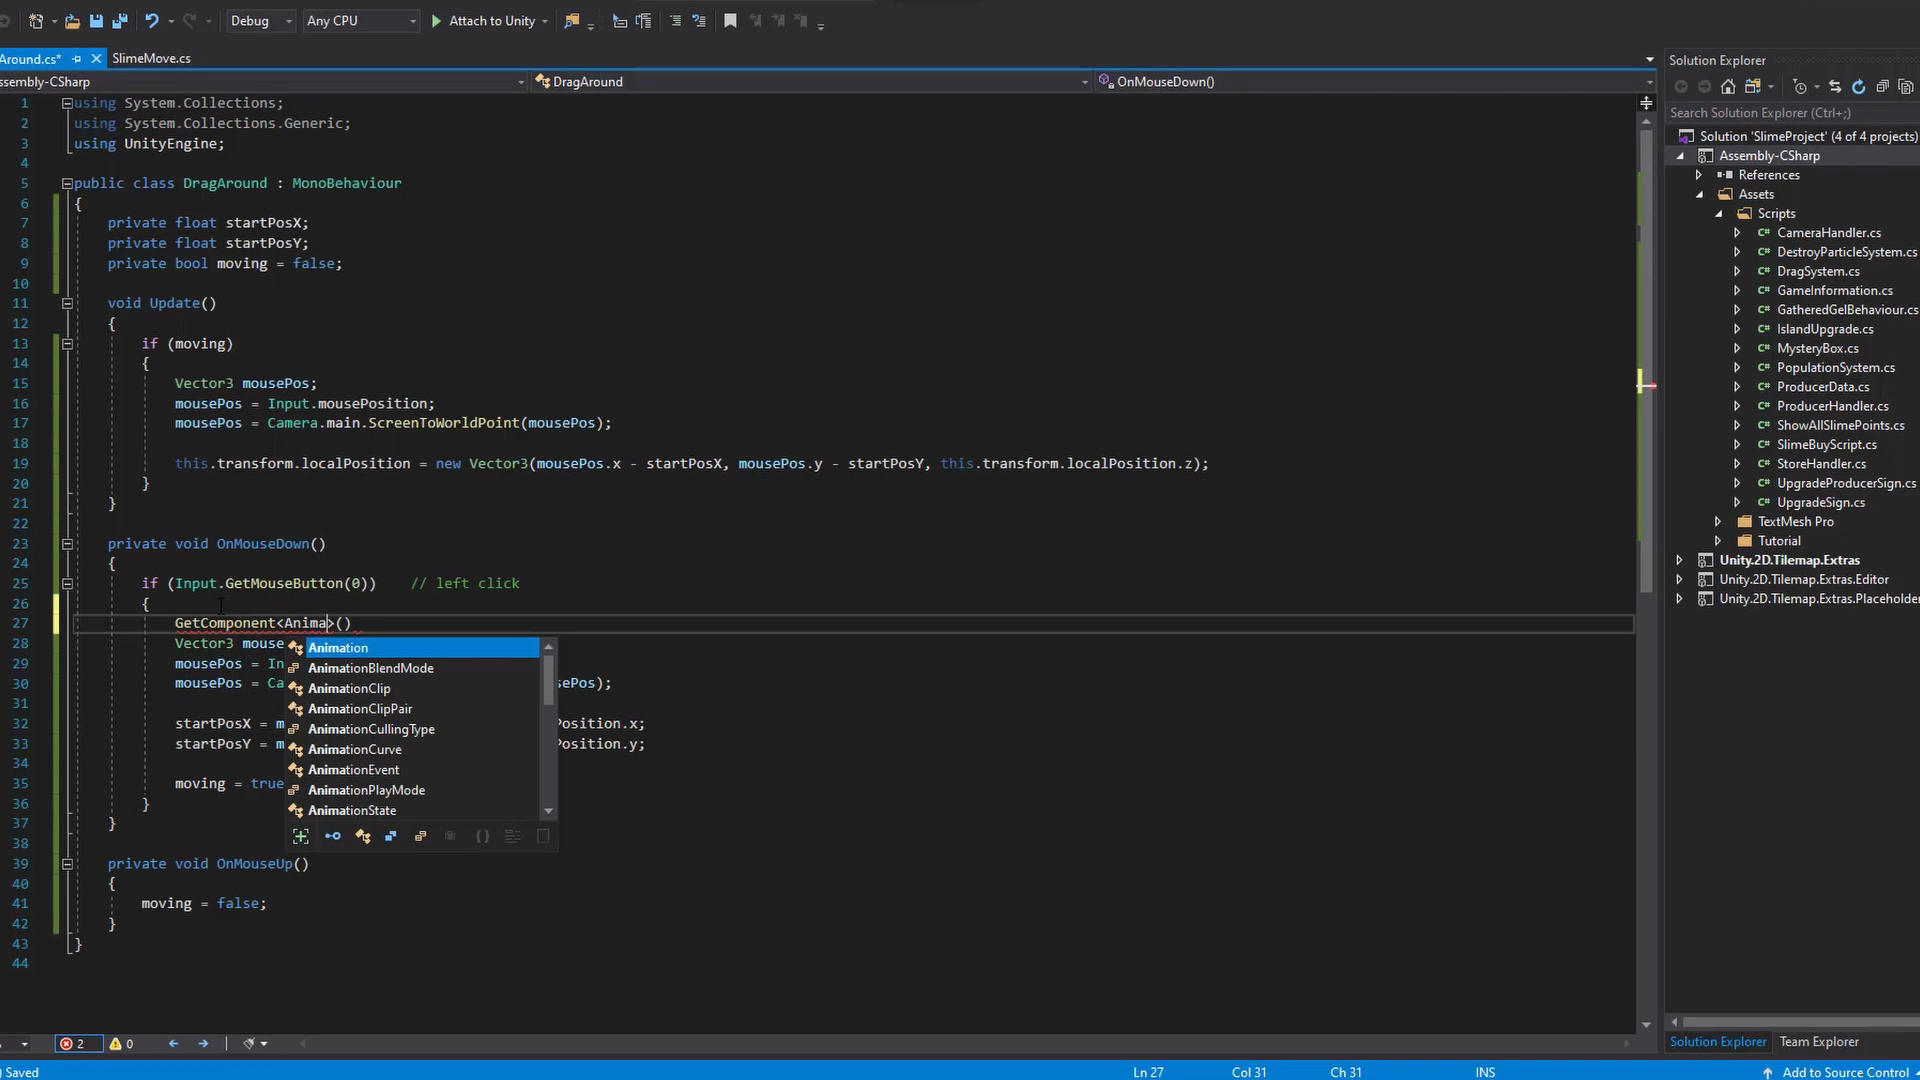 Debug Any CPU Attach to Unity
Around.cs* SlimeMove.cs
ssembly-CSharp DragAround OnMouseDown()
1 using System.Collections;
2 using System.Collections.Generic;
3 using UnityEngine;
4
5 public class DragAround : MonoBehaviour
6 {
7 private float startPosX;
8 private float startPosY;
9 private bool moving = false;
10
11 void Update()
12 {
13 if (moving)
14 {
15 Vector3 mousePos;
16 mousePos = Input.mousePosition;
17 mousePos = Camera.main.ScreenToWorldPoint(mousePos);
18
19 this.transform.localPosition = new Vector3(mousePos.x - startPosX, mousePos.y - startPosY, this.transform.localPosition.z);
20 }
21 }
22
23 private void OnMouseDown()
24 {
25 if (Input.GetMouseButton(0)) // left click
26 {
27 GetComponent<Anima>()
28 Vector3 mouse
29 mousePos = In
30 mousePos = Ca sePos);
31
32 startPosX = m Position.x;
33 startPosY = m Position.y;
34
35 moving = true
36 }
37 }
38
39 private void OnMouseUp()
40 {
41 moving = false;
42 }
43 }
44
Animation
AnimationBlendMode
AnimationClip
AnimationClipPair
AnimationCullingType
AnimationCurve
AnimationEvent
AnimationPlayMode
AnimationState
Solution Explorer
Search Solution Explorer (Ctrl+;)
Solution 'SlimeProject' (4 of 4 projects)
Assembly-CSharp
References
Assets
Scripts
C# CameraHandler.cs
C# DestroyParticleSystem.cs
C# DragSystem.cs
C# GameInformation.cs
C# GatheredGelBehaviour.cs
C# IslandUpgrade.cs
C# MysteryBox.cs
C# PopulationSystem.cs
C# ProducerData.cs
C# ProducerHandler.cs
C# ShowAllSlimePoints.cs
C# SlimeBuyScript.cs
C# StoreHandler.cs
C# UpgradeProducerSign.cs
C# UpgradeSign.cs
TextMesh Pro
Tutorial
Unity.2D.Tilemap.Extras
Unity.2D.Tilemap.Extras.Editor
Unity.2D.Tilemap.Extras.Placeholde
Solution Explorer Team Explorer
2 0
Saved Ln 27 Col 31 Ch 31 INS Add to Source Control